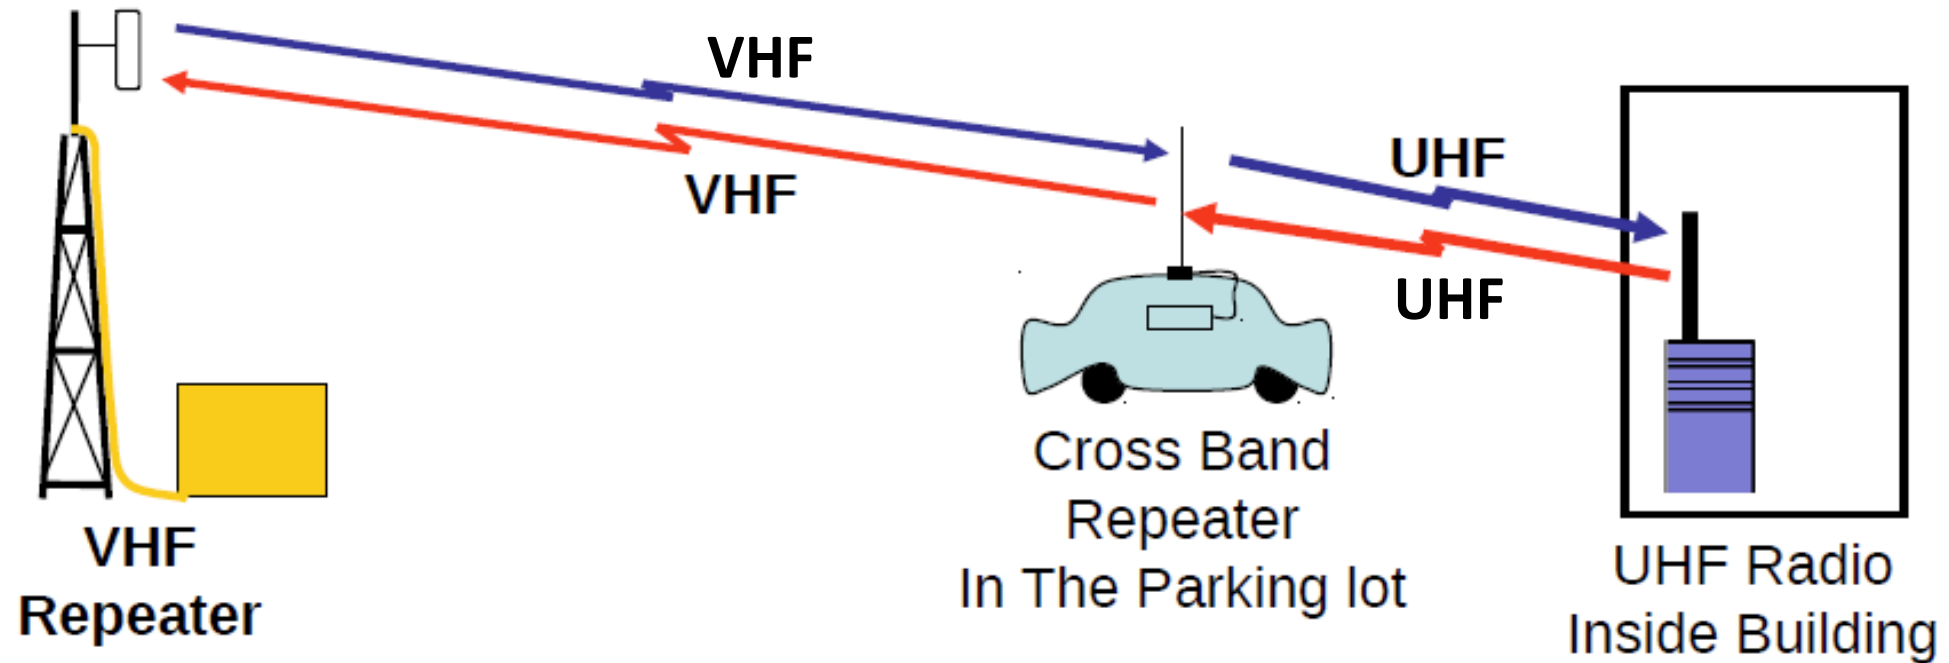 VHF
VHF
UHF
UHF
VHF
Repeater
Cross Band
Repeater
In The Parking lot
UHF Radio
Inside Building